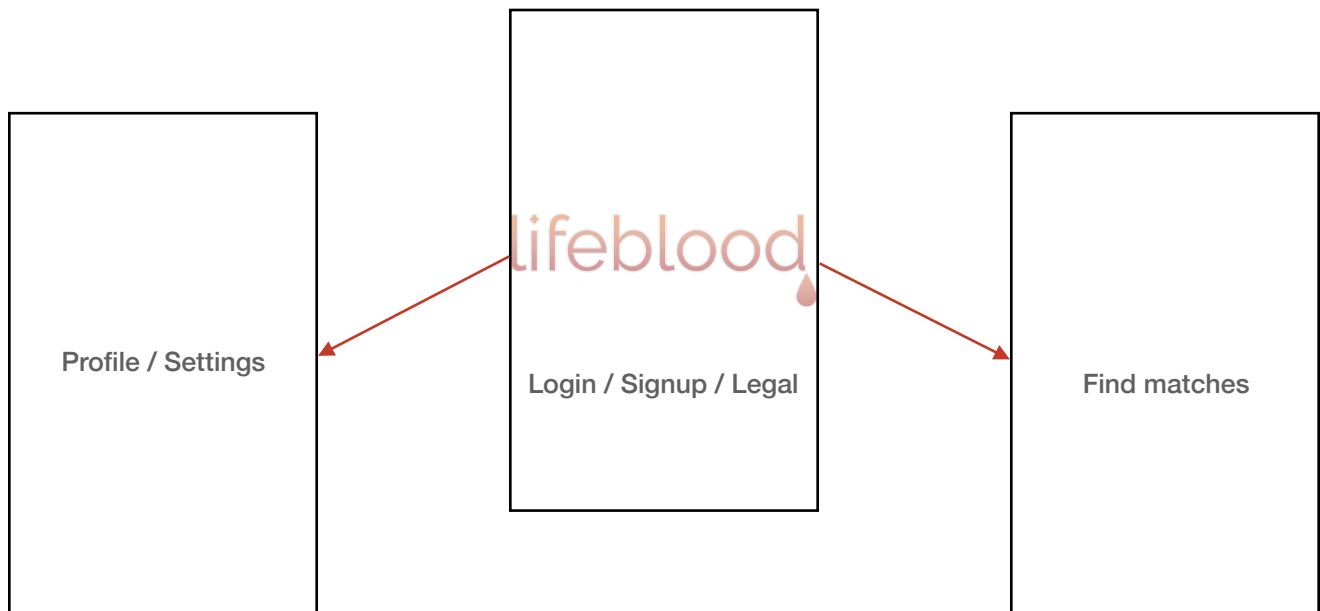 lifeblood
Profile / Settings
Login / Signup / Legal
Find matches